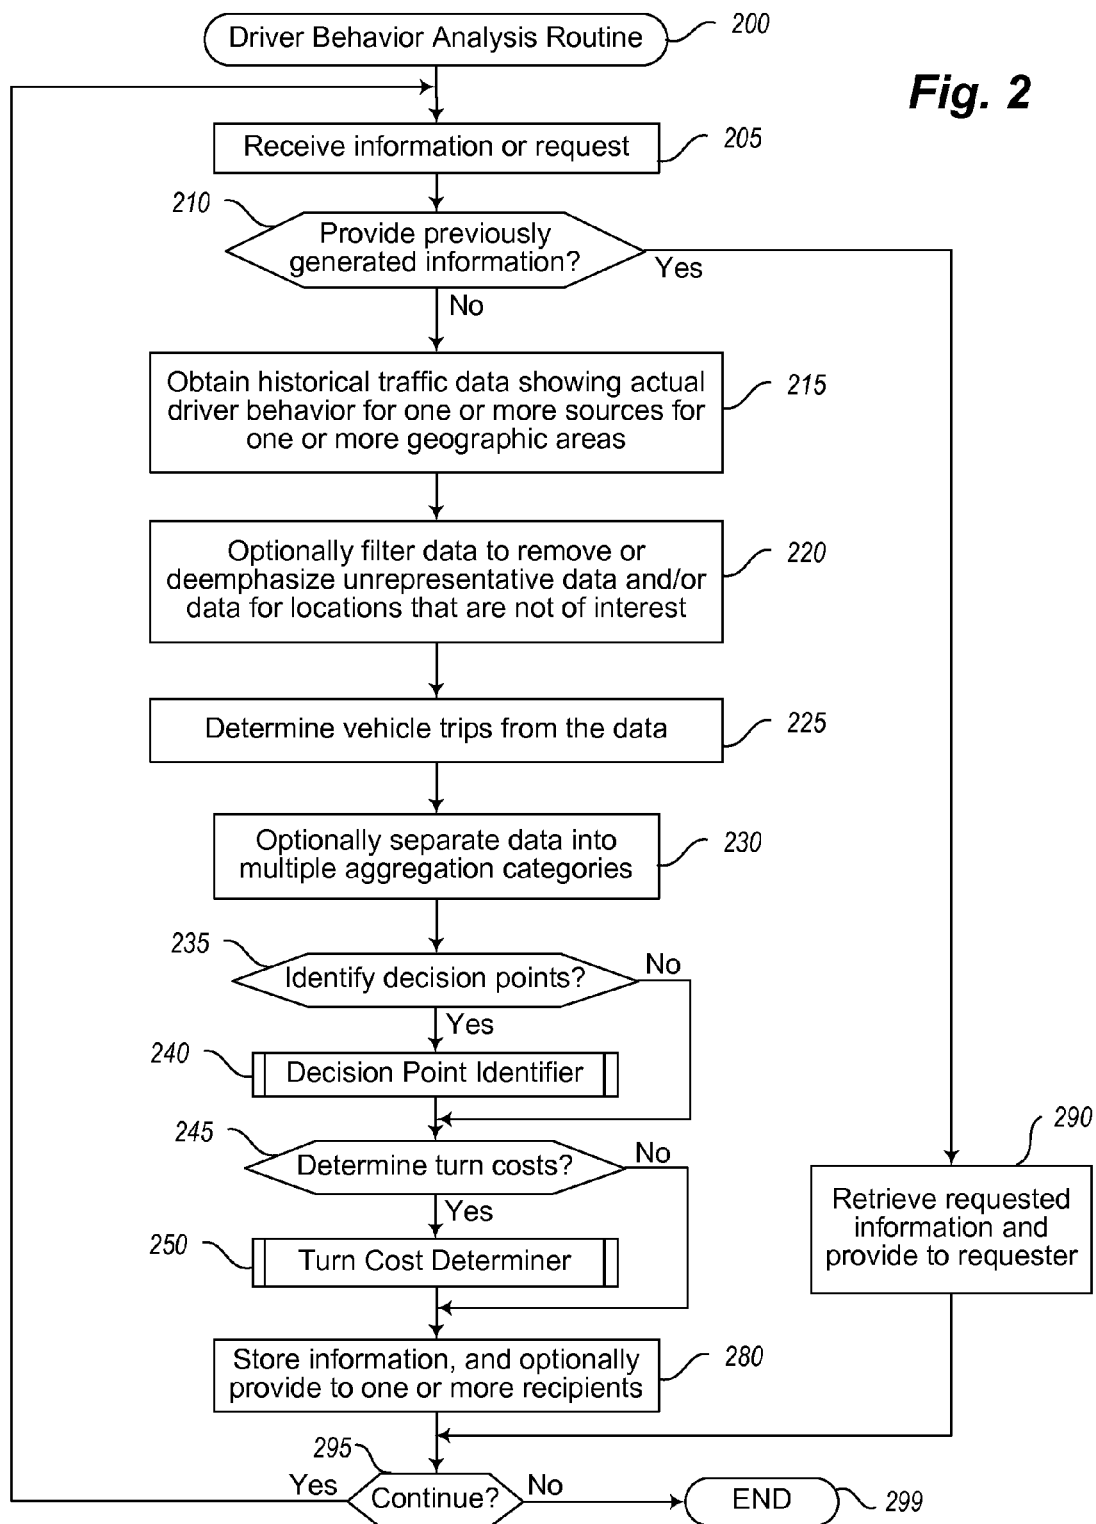 Driver Behavior Analysis Routine
200
Fig. 2
Receive information or request
205
210
Provide previously
generated information?
Yes
No
Obtain historical traffic data showing actual
driver behavior for one or more sources for
one or more geographic areas
215
Optionally filter data to remove or
deemphasize unrepresentative data and/or
data for locations that are not of interest
220
Determine vehicle trips from the data
225
Optionally separate data into
multiple aggregation categories
230
235
Identify decision points?
No
Yes
240
Decision Point Identifier
245
Determine turn costs?
No
Yes
250
Turn Cost Determiner
290
Retrieve requested
information and
provide to requester
Store information, and optionally
provide to one or more recipients
280
295
Yes
Continue?
No
END
299